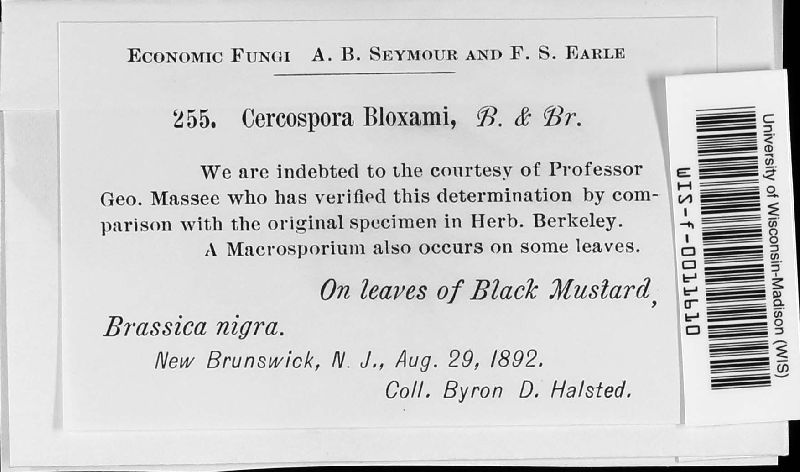 ECONOMIC FUNGI A. B. SEYMOUR AND F. S. EARLE
255. Cercospora Bloxami, B. & Br.
We are indebted to the courtesy of Professor
Geo. Massee who has verified this determination by com-
parison with the original specimen in Herb. Berkeley.
A Macrosporium also occurs on some leaves.
On leaves of Black Mustard,
Brassica nigra.
New Brunswick, N. J., Aug. 29, 1892.
Coll. Byron D. Halsted.
University of Wisconsin-Madison (WIS)
WIS-f-0011910